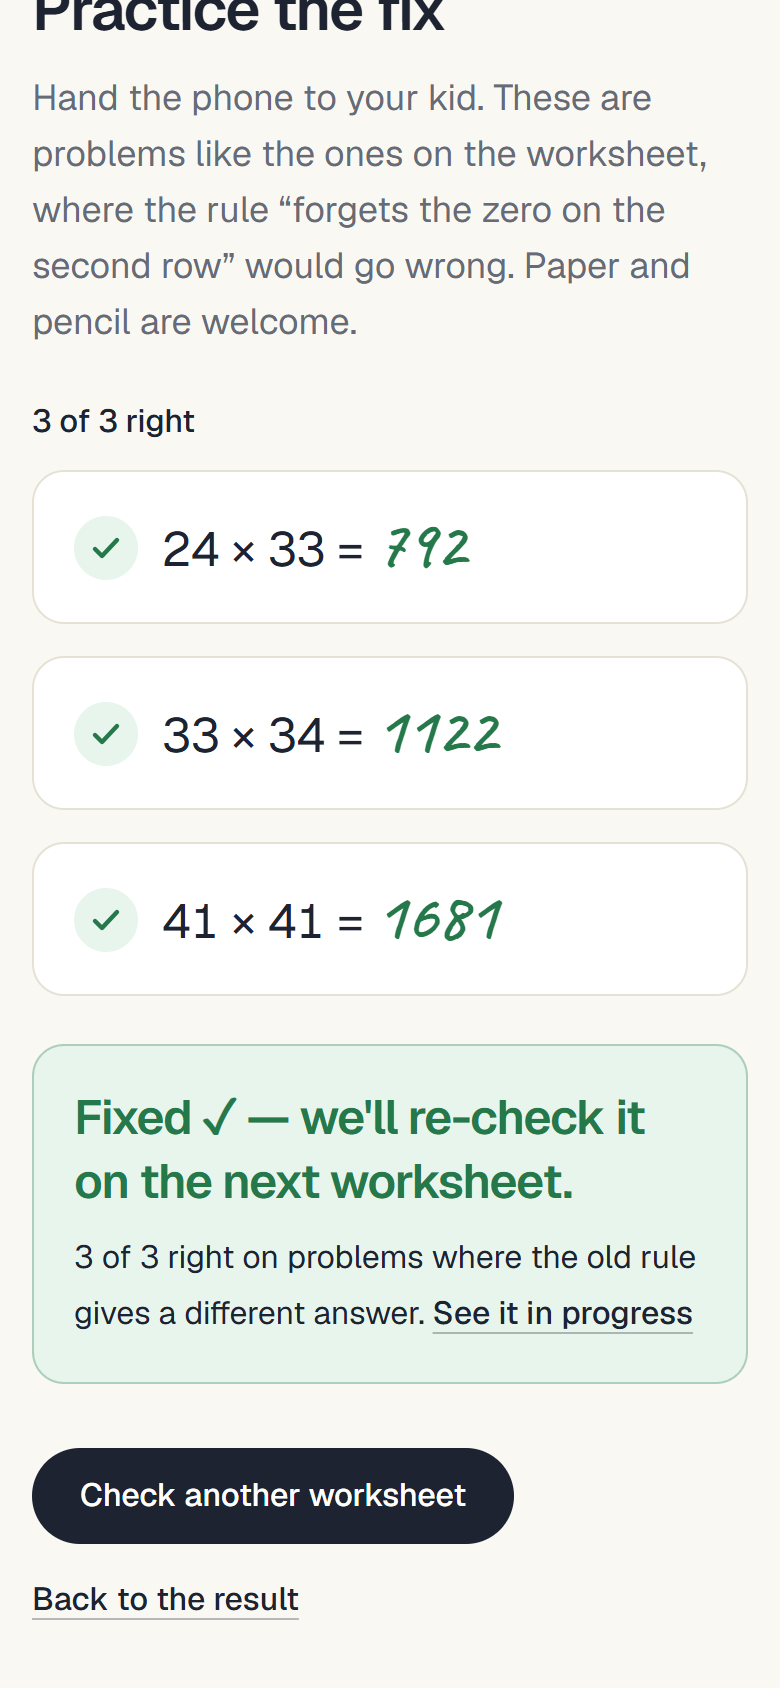 Practice the fix
Hand the phone to your kid. These are
problems like the ones on the worksheet,
where the rule “forgets the zero on the
second row” would go wrong. Paper and
pencil are welcome.
3 of 3 right
24 × 33 = 792
33 × 34 = 1122
41 × 41 = 1681
Fixed ✓ — we'll re-check it
on the next worksheet.
3 of 3 right on problems where the old rule
gives a different answer. See it in progress
Check another worksheet
Back to the result